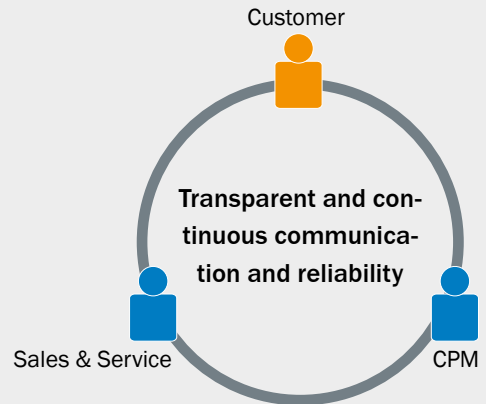 Customer
Transparent and con-
tinuous communica-
tion and reliability
Sales & Service
CPM